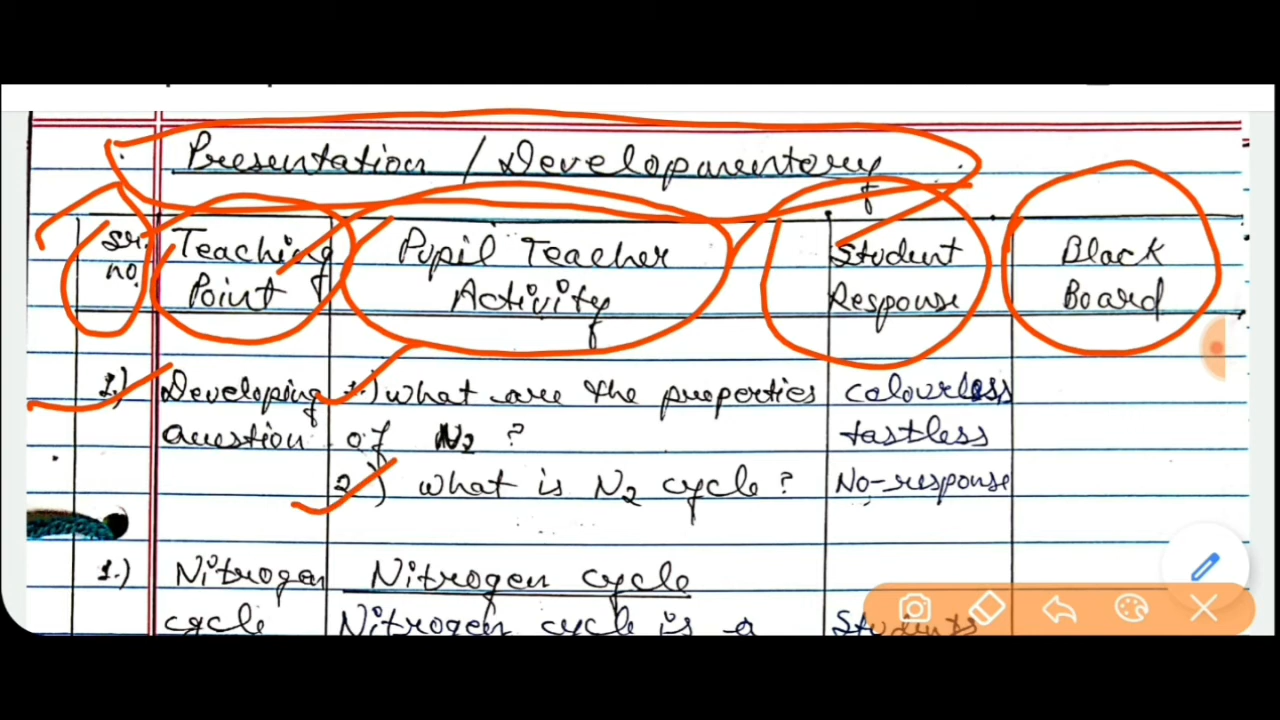 Presentation / Developmentory
Sr. no. Teaching Point Pupil Teacher Activity Student Response Black Board
1.) Developing 1.) what are the properties colourless
question of N2 ? tastless
2.) what is N2 cycle ? No-response
1.) Nitrogen Nitrogen cycle
cycle Nitrogen cycle is a Students